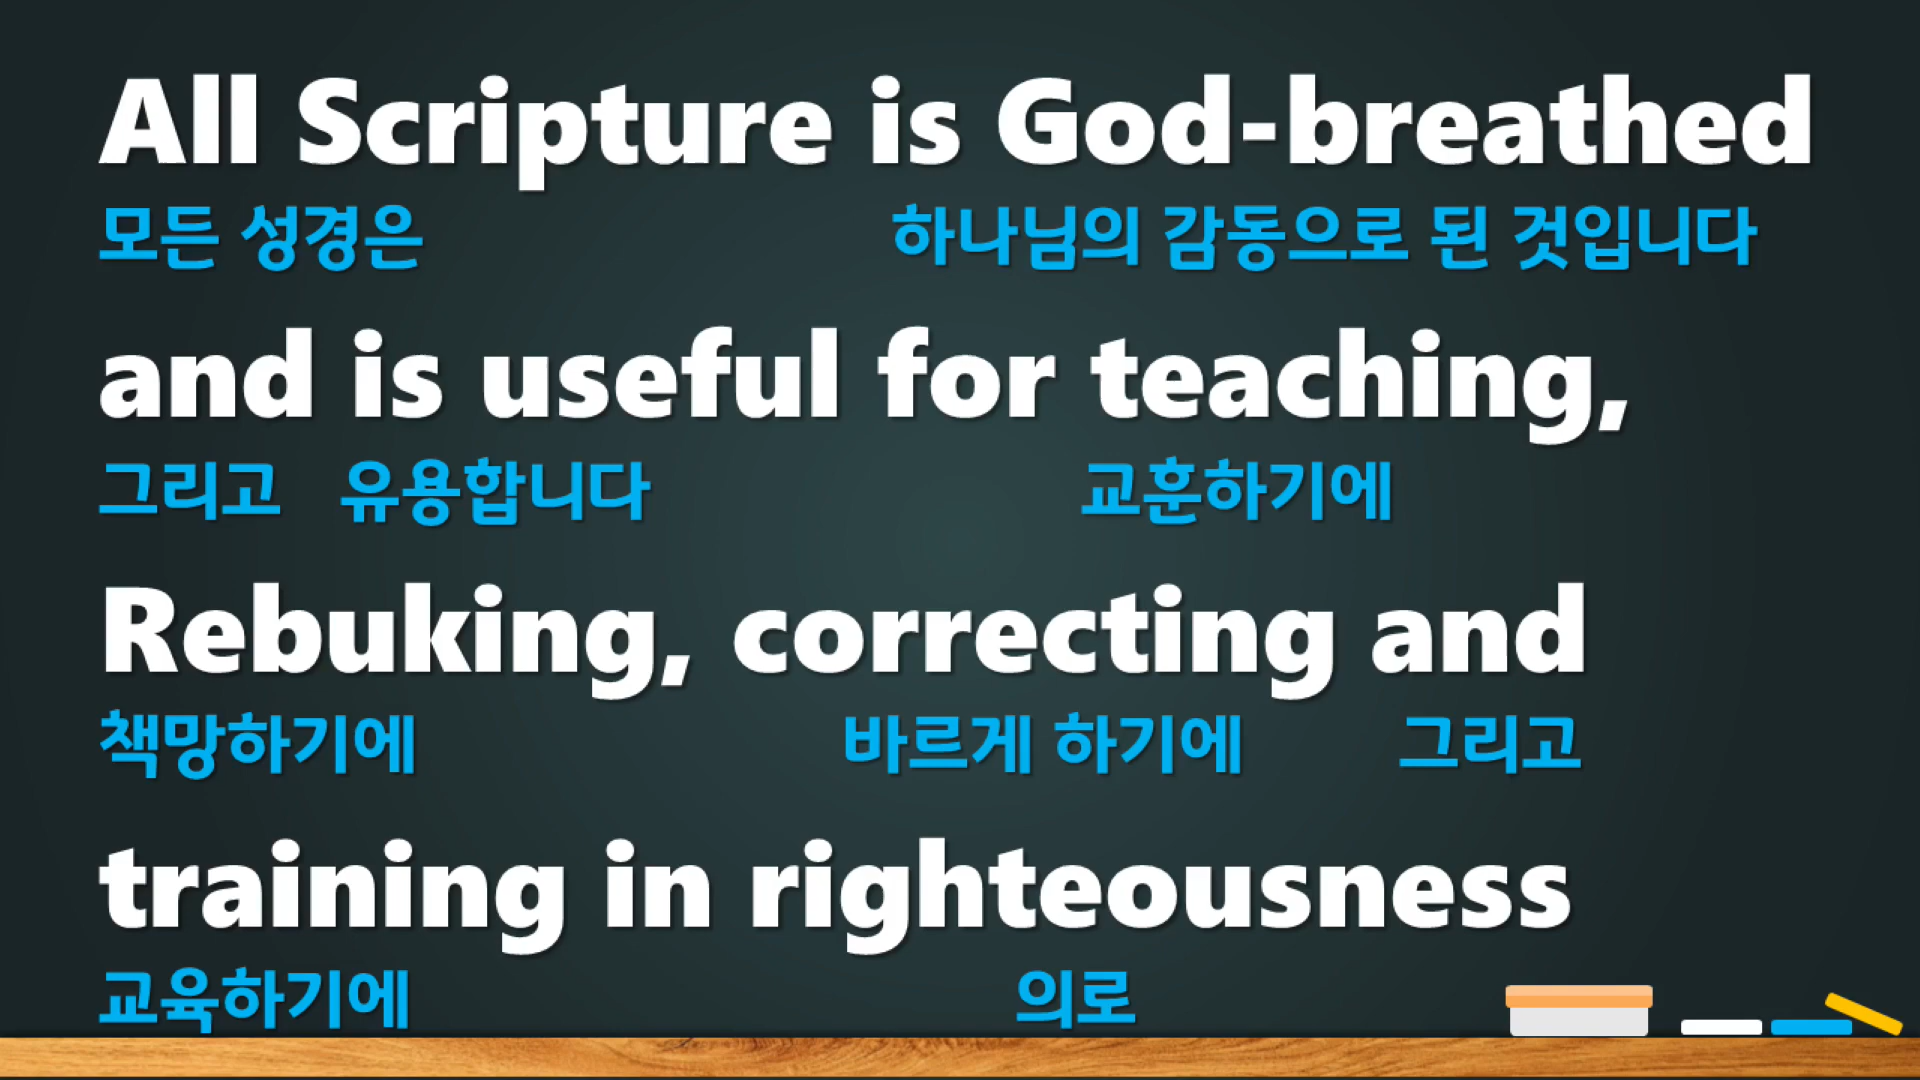 All Scripture is God-breathed
모든 성경은 하나님의 감동으로 된 것입니다
and is useful for teaching,
그리고 유용합니다 교훈하기에
Rebuking, correcting and
책망하기에 바르게 하기에 그리고
training in righteousness
교육하기에 의로